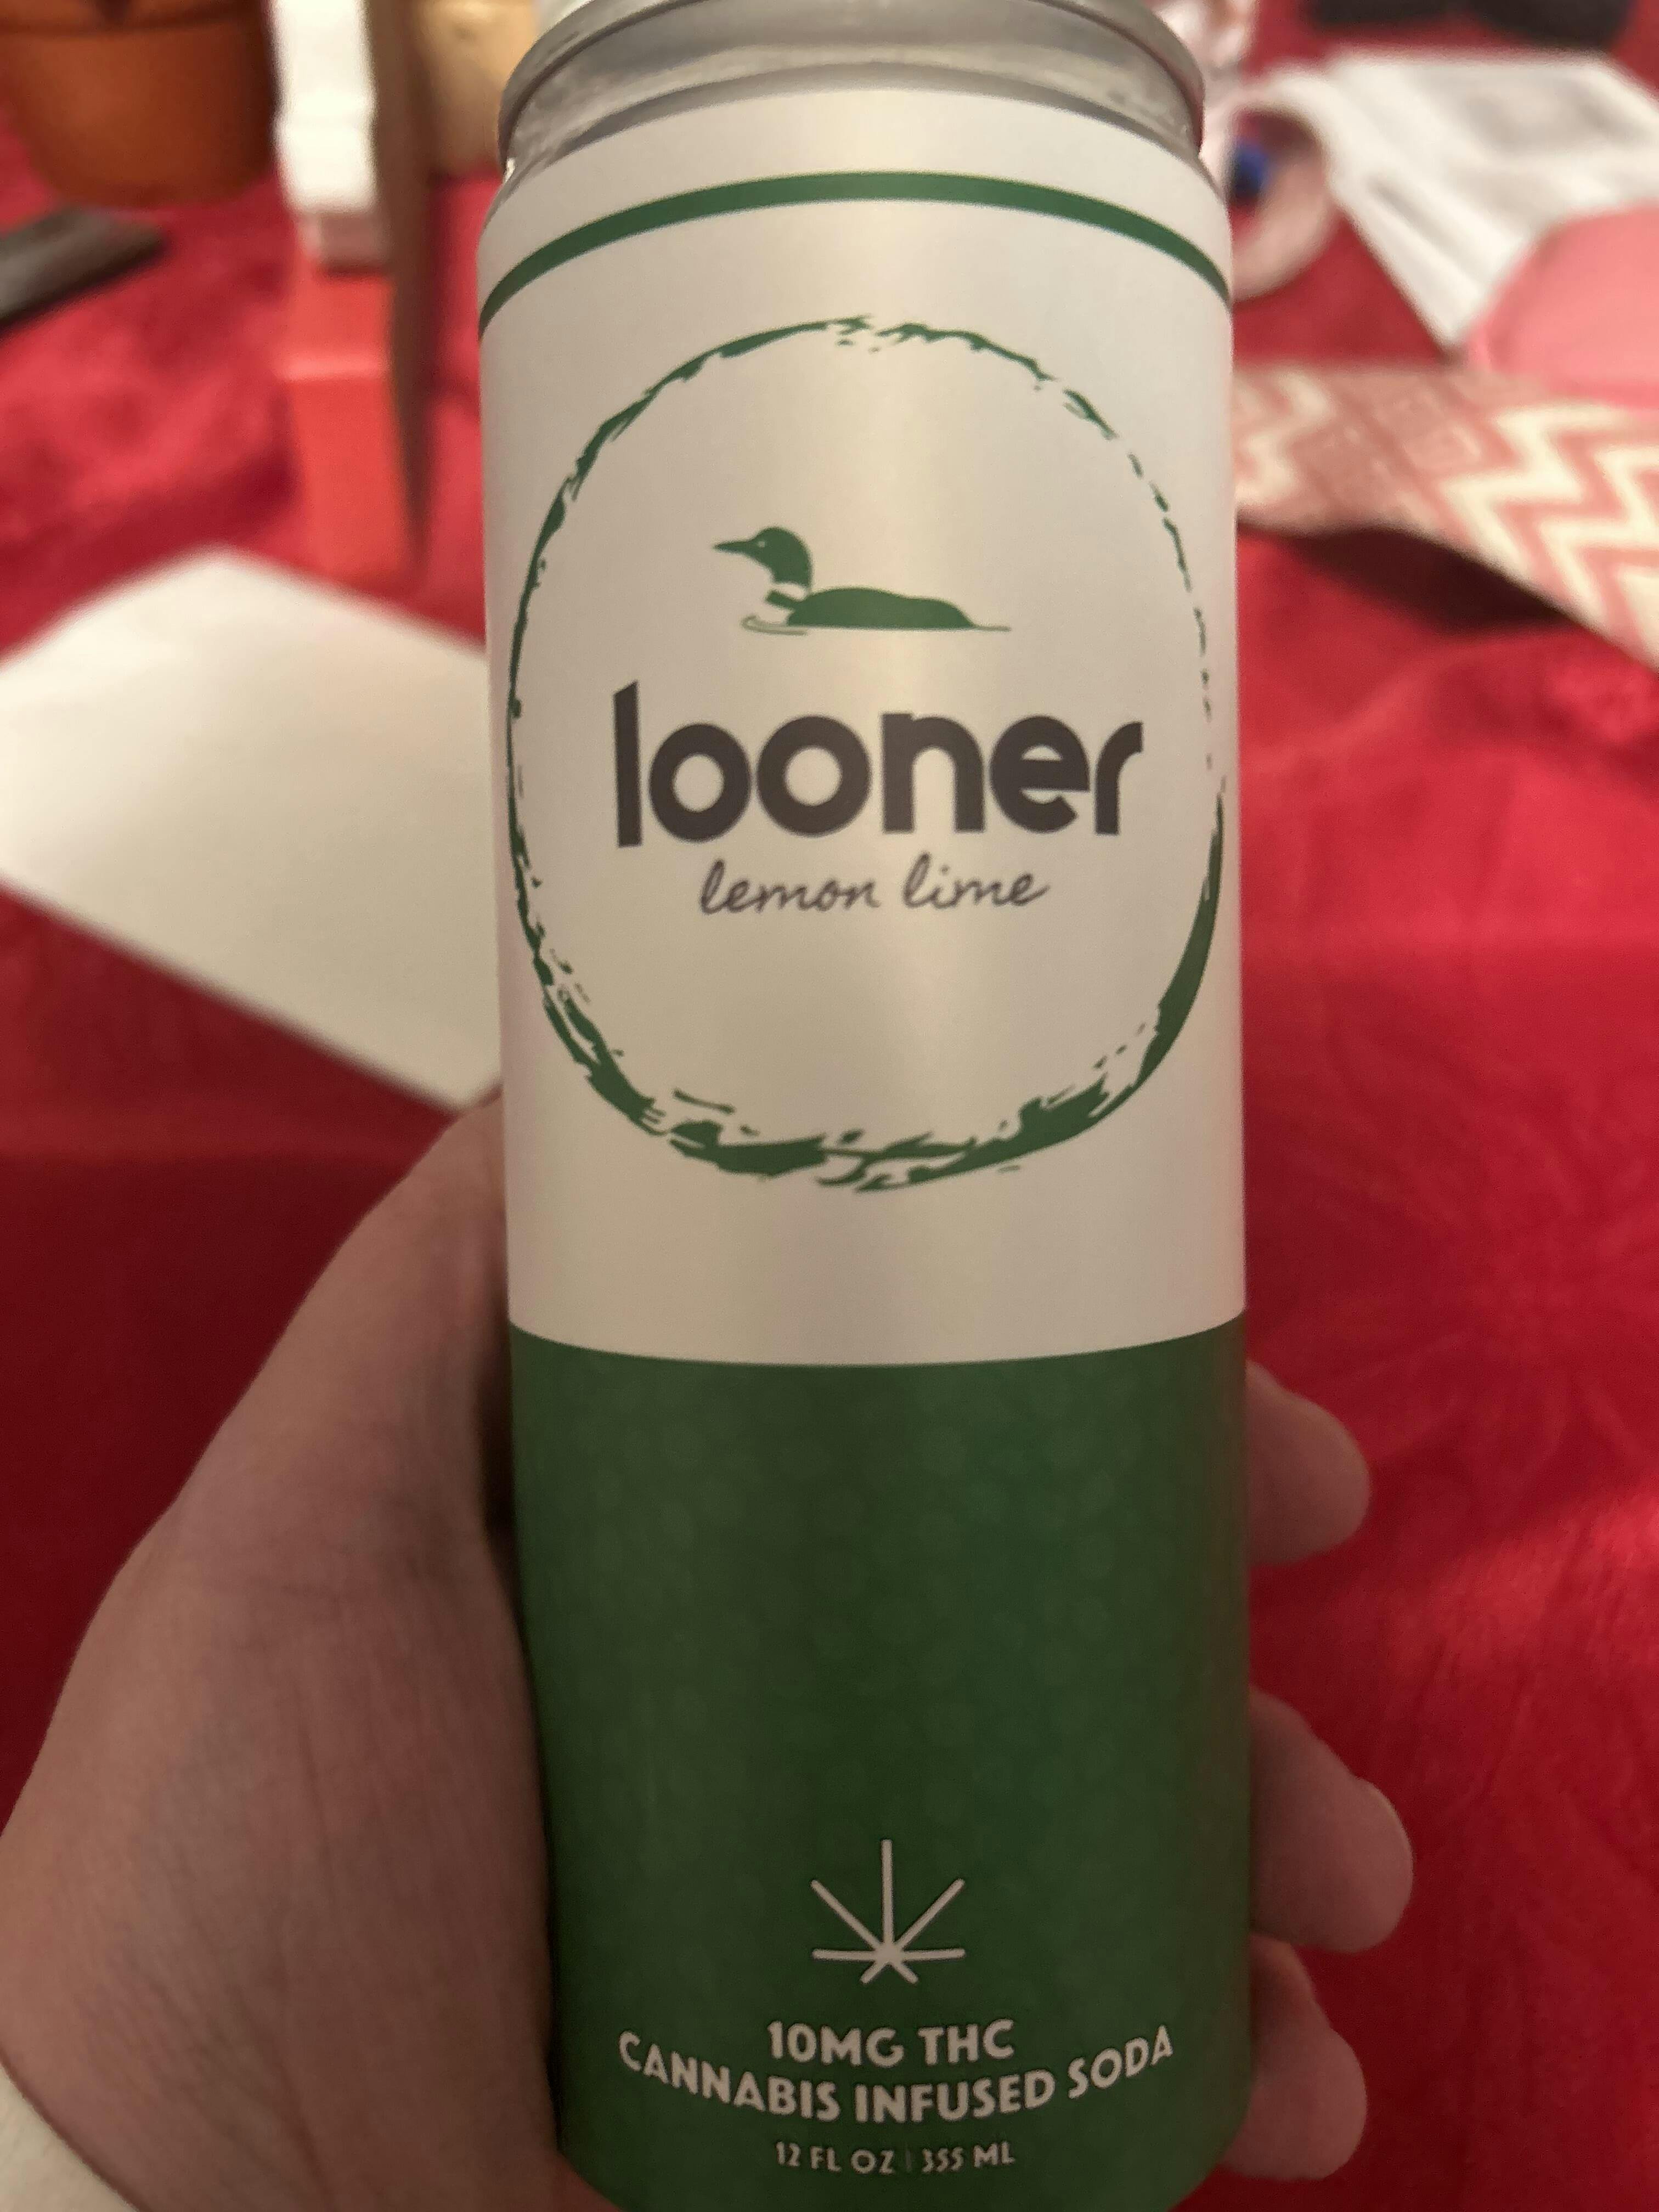 looner
lemon lime
10MG THC
CANNABIS INFUSED SODA
12 FL OZ | 355 ML